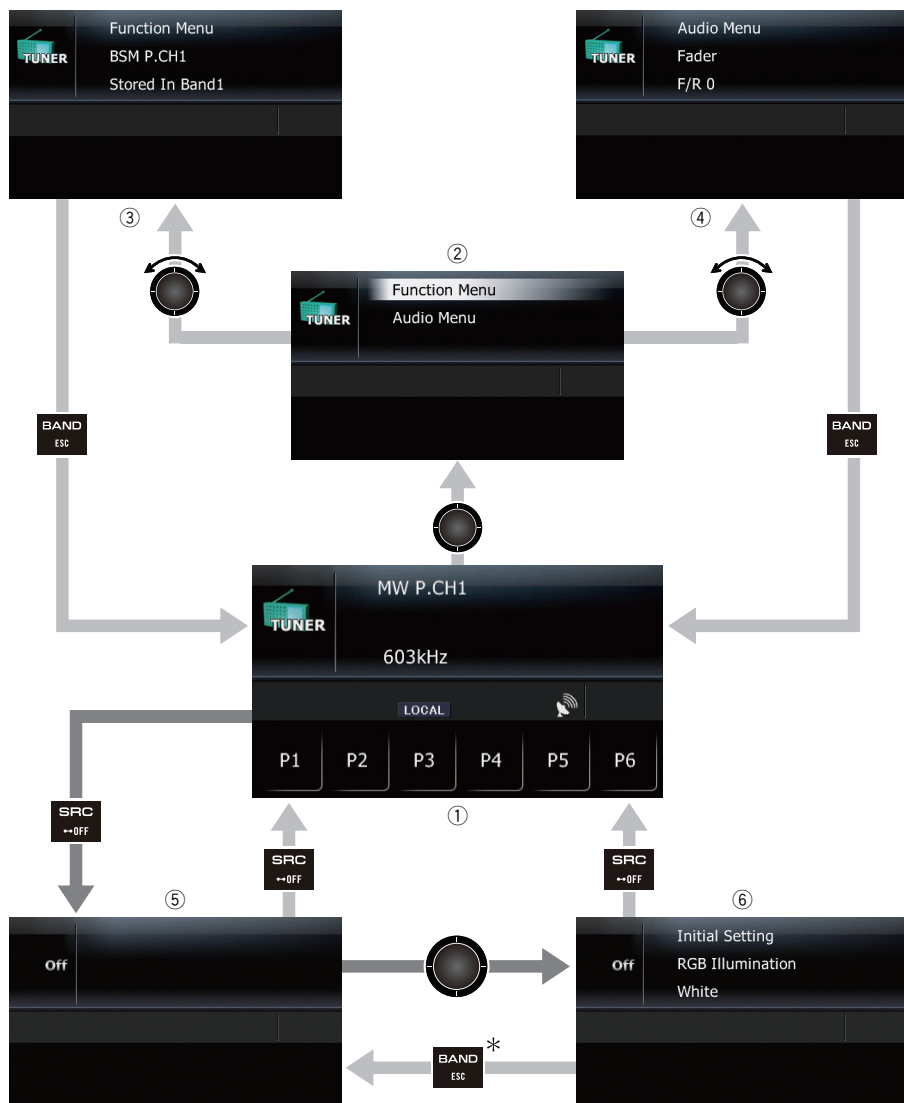 TUNER
Function Menu
BSM P.CH1
Stored In Band1
TUNER
Audio Menu
Fader
F/R 0
③
④
②
TUNER
Function Menu
Audio Menu
BAND
ESC
BAND
ESC
TUNER
MW P.CH1
603kHz
LOCAL
P1 P2 P3 P4 P5 P6
①
SRC
OFF
SRC
OFF
SRC
OFF
⑤
⑥
Off
Off
Initial Setting
RGB Illumination
White
BAND *
ESC